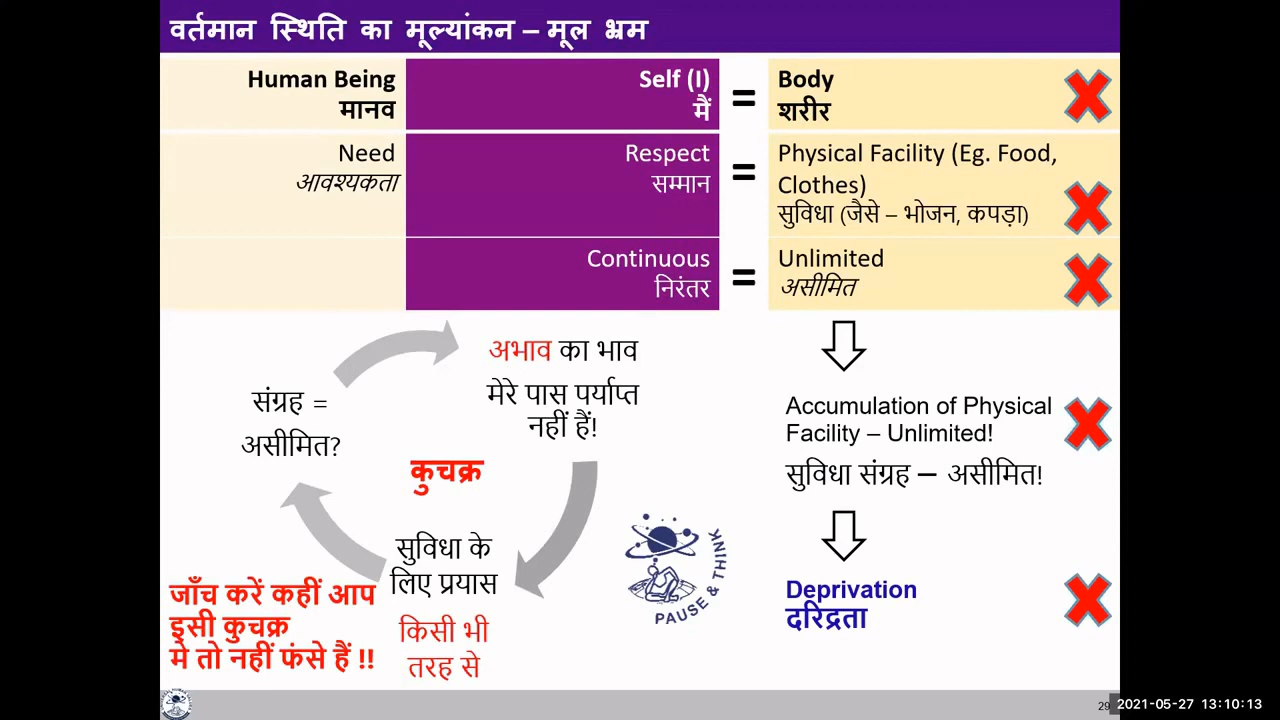 वर्तमान स्थिति का मूल्यांकन – मूल भ्रम
Human Being
मानव
Self (I)
मैं
=
Body
शरीर
Need
आवश्यकता
Respect
सम्मान
=
Physical Facility (Eg. Food,
Clothes)
सुविधा (जैसे – भोजन, कपड़ा)
Continuous
निरंतर
=
Unlimited
असीमित
अभाव का भाव
मेरे पास पर्याप्त
नहीं हैं!
संग्रह =
असीमित?
कुचक्र
सुविधा के
लिए प्रयास
किसी भी
तरह से
जाँच करें कहीं आप
इसी कुचक्र
मे तो नहीं फंसे हैं !!
PAUSE & THINK
Accumulation of Physical
Facility – Unlimited!
सुविधा संग्रह – असीमित!
Deprivation
दरिद्रता
29
2021-05-27 13:10:13